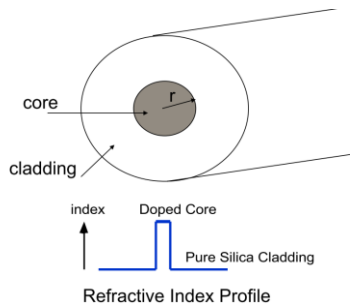 r
core
cladding
index
Doped Core
Pure Silica Cladding
Refractive Index Profile